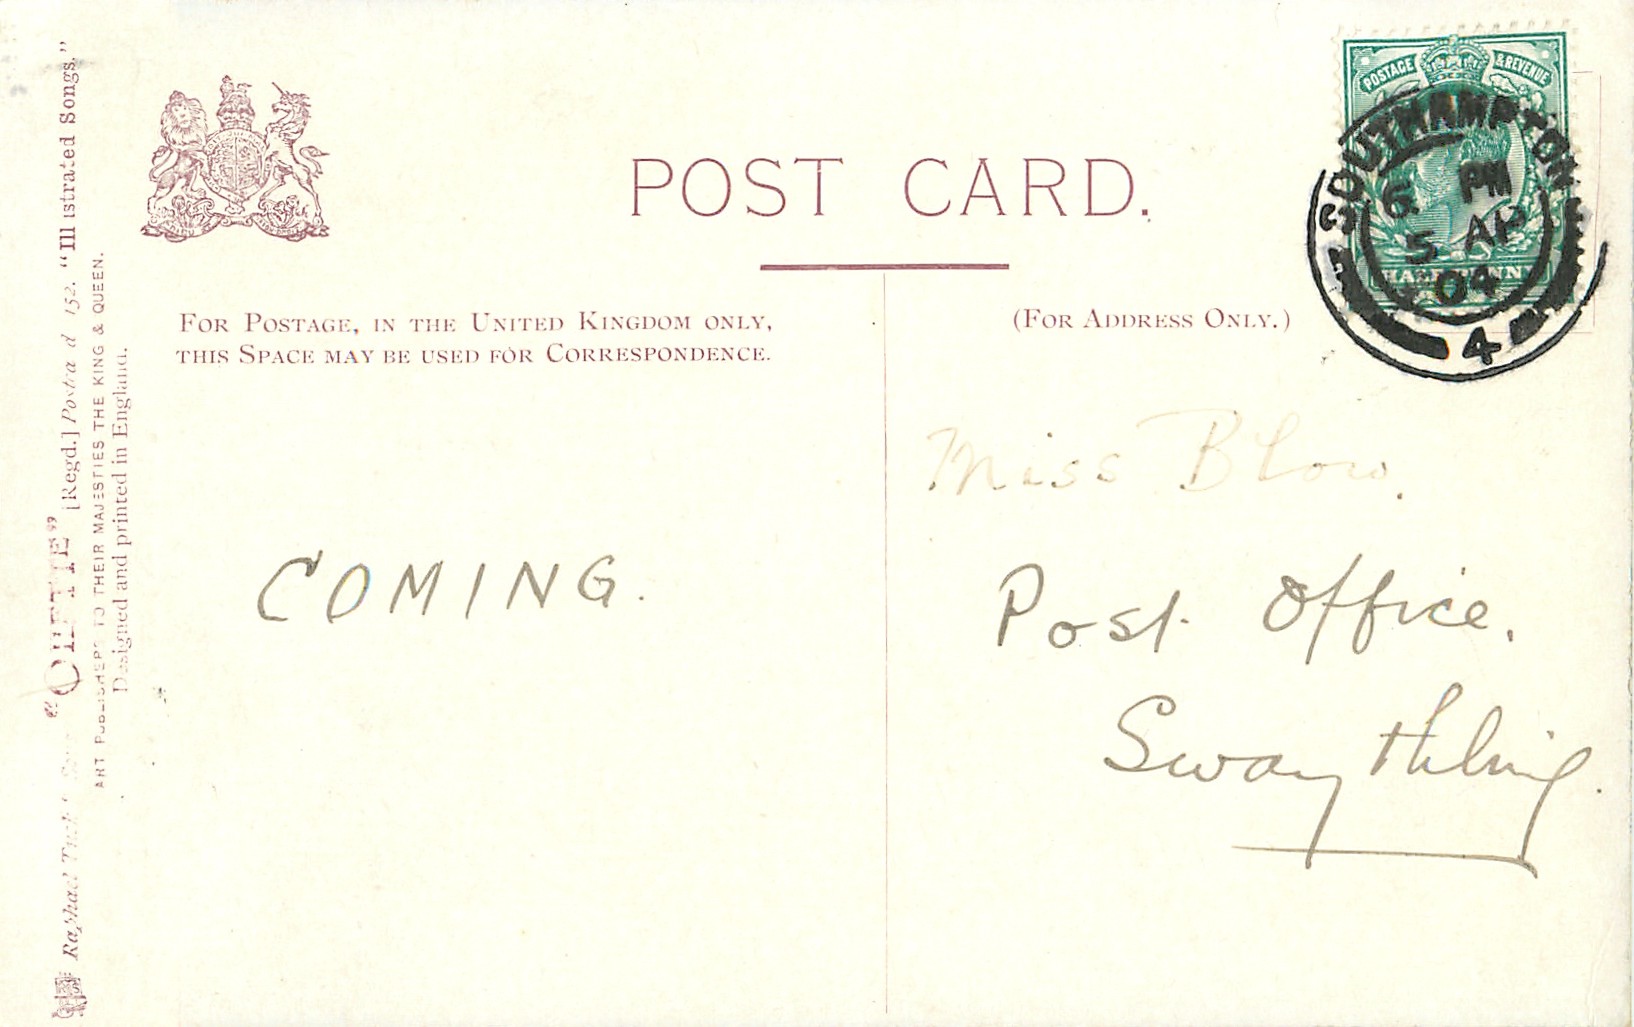 POST CARD.
FOR POSTAGE, IN THE UNITED KINGDOM ONLY,
THIS SPACE MAY BE USED FOR CORRESPONDENCE.
(FOR ADDRESS ONLY.)
POSTAGE & REVENUE
HALFPENNY
SOUTHAMPTON
6 PM
5 AP
04
4
COMING.
Miss Blow.
Post Office.
Swaythling.
Raphael Tuck "OILETTE" [Regd.] 152. "Illustrated Songs."
ART PUBLISHERS TO THEIR MAJESTIES THE KING & QUEEN.
Designed and printed in England.